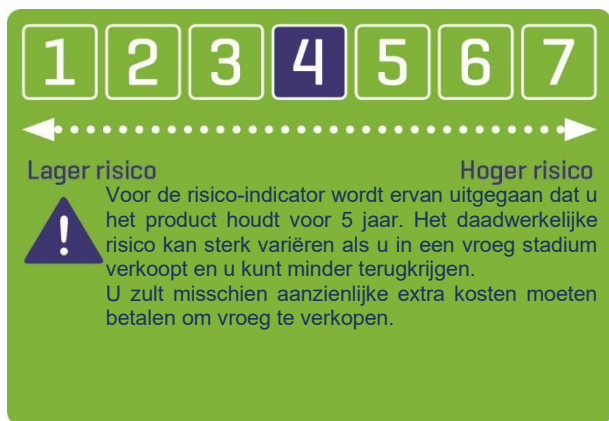 1 2 3 4 5 6 7
Lager risico Hoger risico
!
Voor de risico-indicator wordt ervan uitgegaan dat u
het product houdt voor 5 jaar. Het daadwerkelijke
risico kan sterk variëren als u in een vroeg stadium
verkoopt en u kunt minder terugkrijgen.
U zult misschien aanzienlijke extra kosten moeten
betalen om vroeg te verkopen.